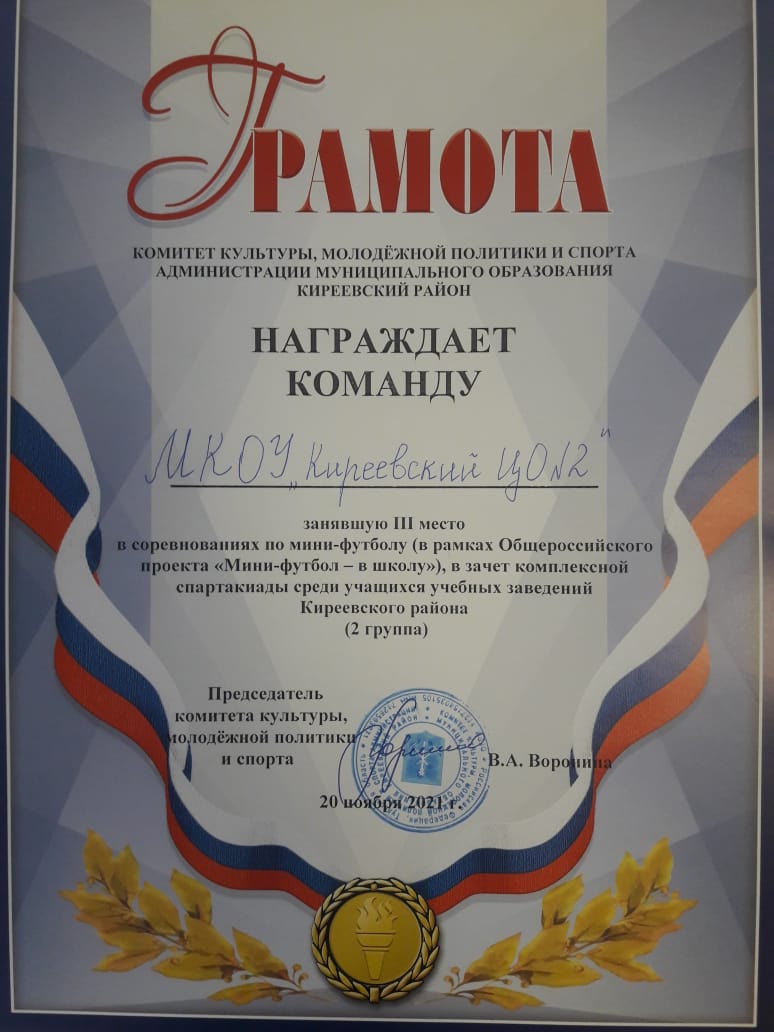 ГРАМОТА
КОМИТЕТ КУЛЬТУРЫ, МОЛОДЁЖНОЙ ПОЛИТИКИ И СПОРТА
АДМИНИСТРАЦИИ МУНИЦИПАЛЬНОГО ОБРАЗОВАНИЯ
КИРЕЕВСКИЙ РАЙОН
НАГРАЖДАЕТ
КОМАНДУ
МКОУ „Киреевский ЦО№2"
занявшую III место
в соревнованиях по мини-футболу (в рамках Общероссийского
проекта «Мини-футбол – в школу»), в зачет комплексной
спартакиады среди учащихся учебных заведений
Киреевского района
(2 группа)
Председатель
комитета культуры,
молодёжной политики
и спорта
В.А. Воронина
20 ноября 2021 г.